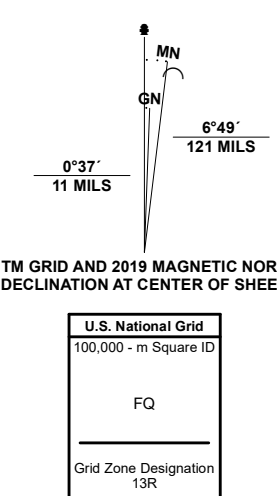 MN
GN
6°49´
121 MILS
0°37´
11 MILS
TM GRID AND 2019 MAGNETIC NOR
DECLINATION AT CENTER OF SHEE
U.S. National Grid
100,000 - m Square ID
FQ
Grid Zone Designation
13R